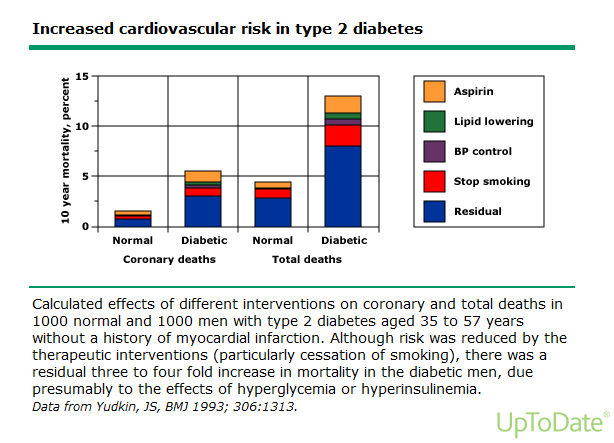 Increased cardiovascular risk in type 2 diabetes
10 year mortality, percent
15
10
5
0
Normal Diabetic Normal Diabetic
Coronary deaths Total deaths
Aspirin
Lipid lowering
BP control
Stop smoking
Residual
Calculated effects of different interventions on coronary and total deaths in
1000 normal and 1000 men with type 2 diabetes aged 35 to 57 years
without a history of myocardial infarction. Although risk was reduced by the
therapeutic interventions (particularly cessation of smoking), there was a
residual three to four fold increase in mortality in the diabetic men, due
presumably to the effects of hyperglycemia or hyperinsulinemia.
Data from Yudkin, JS, BMJ 1993; 306:1313.
UpToDate®